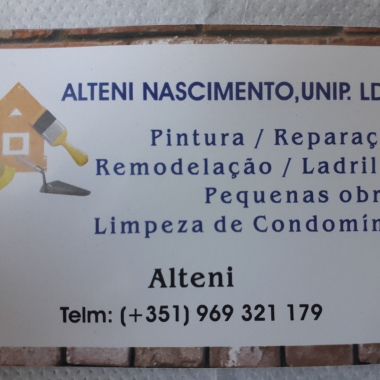 ALTENI NASCIMENTO,UNIP. LD
Pintura / Reparaç
Remodelação / Ladril
Pequenas obr
Limpeza de Condomín
Alteni
Telm: (+351) 969 321 179